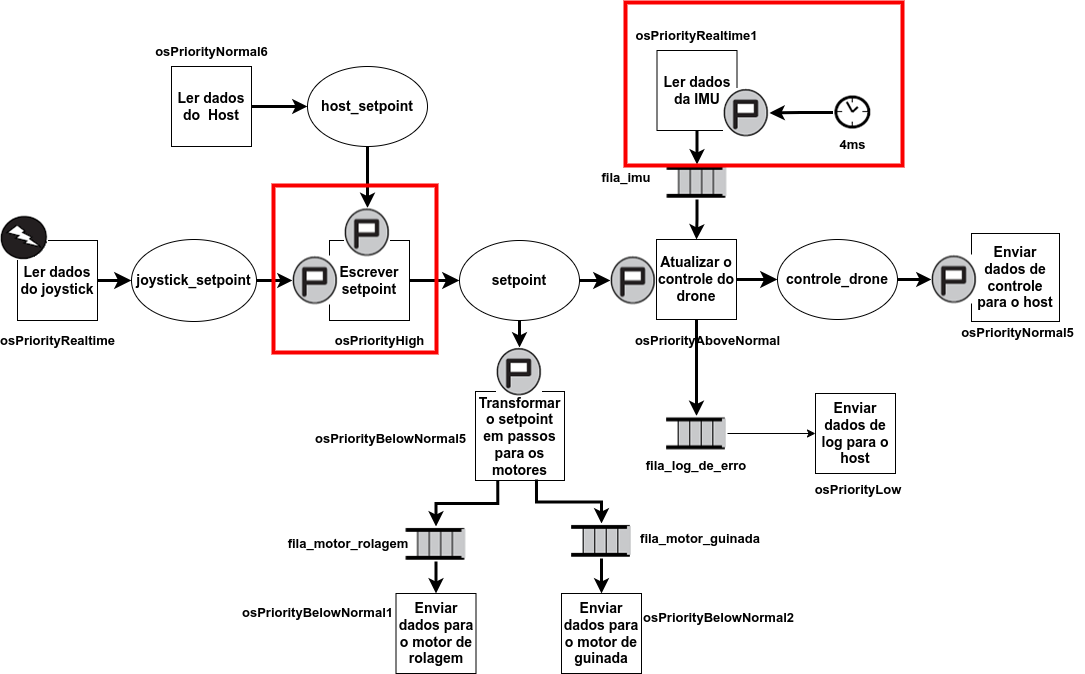 osPriorityRealtime1
osPriorityNormal6
Ler dados
do Host
host_setpoint
Ler dados
da IMU
P
4ms
fila_imu
P
Ler dados
do joystick
joystick_setpoint
P
Escrever
setpoint
setpoint
P
Atualizar o
controle do
drone
controle_drone
P
Enviar
dados de
controle
para o host
osPriorityRealtime
osPriorityHigh
osPriorityAboveNormal
osPriorityNormal5
P
Transformar
o setpoint
em passos
para os
motores
osPriorityBelowNormal5
fila_log_de_erro
Enviar
dados de
log para o
host
osPriorityLow
fila_motor_rolagem
fila_motor_guinada
osPriorityBelowNormal1
Enviar
dados para
o motor de
rolagem
Enviar
dados para
o motor de
guinada
osPriorityBelowNormal2